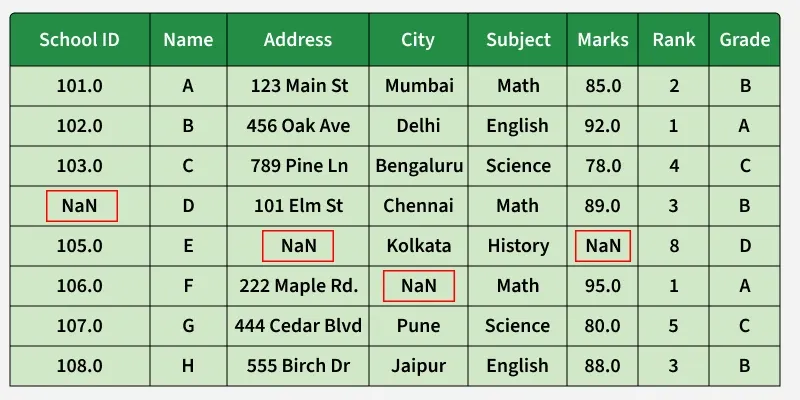 School ID Name Address City Subject Marks Rank Grade
101.0 A 123 Main St Mumbai Math 85.0 2 B
102.0 B 456 Oak Ave Delhi English 92.0 1 A
103.0 C 789 Pine Ln Bengaluru Science 78.0 4 C
NaN D 101 Elm St Chennai Math 89.0 3 B
105.0 E NaN Kolkata History NaN 8 D
106.0 F 222 Maple Rd. NaN Math 95.0 1 A
107.0 G 444 Cedar Blvd Pune Science 80.0 5 C
108.0 H 555 Birch Dr Jaipur English 88.0 3 B